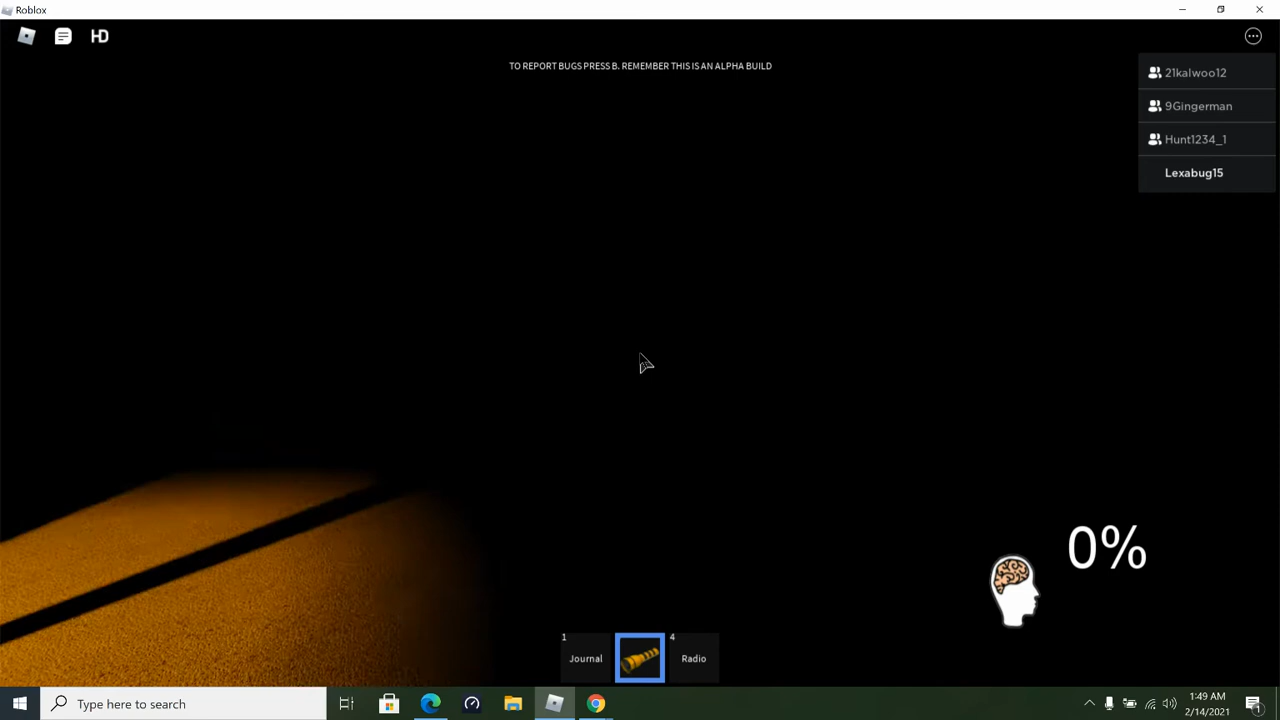 Roblox
HD
TO REPORT BUGS PRESS B. REMEMBER THIS IS AN ALPHA BUILD
21kalwoo12
9Gingerman
Hunt1234_1
Lexabug15
0%
1
Journal
4
Radio
Type here to search
1:49 AM
2/14/2021
1